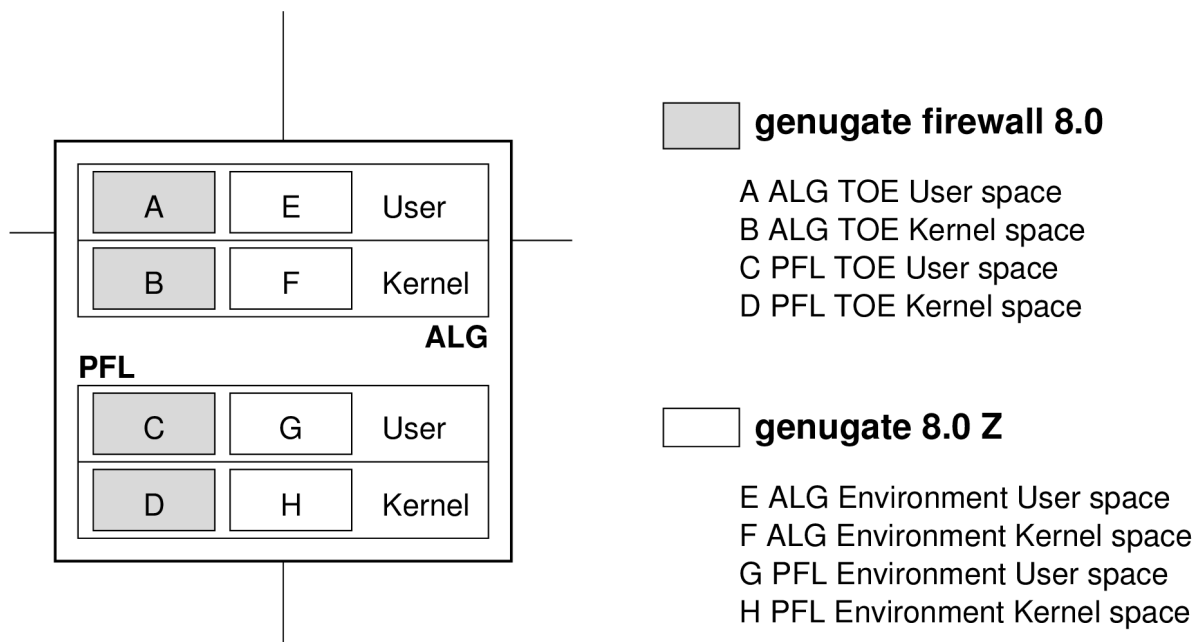 A E User
B F Kernel
ALG
PFL
C G User
D H Kernel
genugate firewall 8.0
A ALG TOE User space
B ALG TOE Kernel space
C PFL TOE User space
D PFL TOE Kernel space
genugate 8.0 Z
E ALG Environment User space
F ALG Environment Kernel space
G PFL Environment User space
H PFL Environment Kernel space